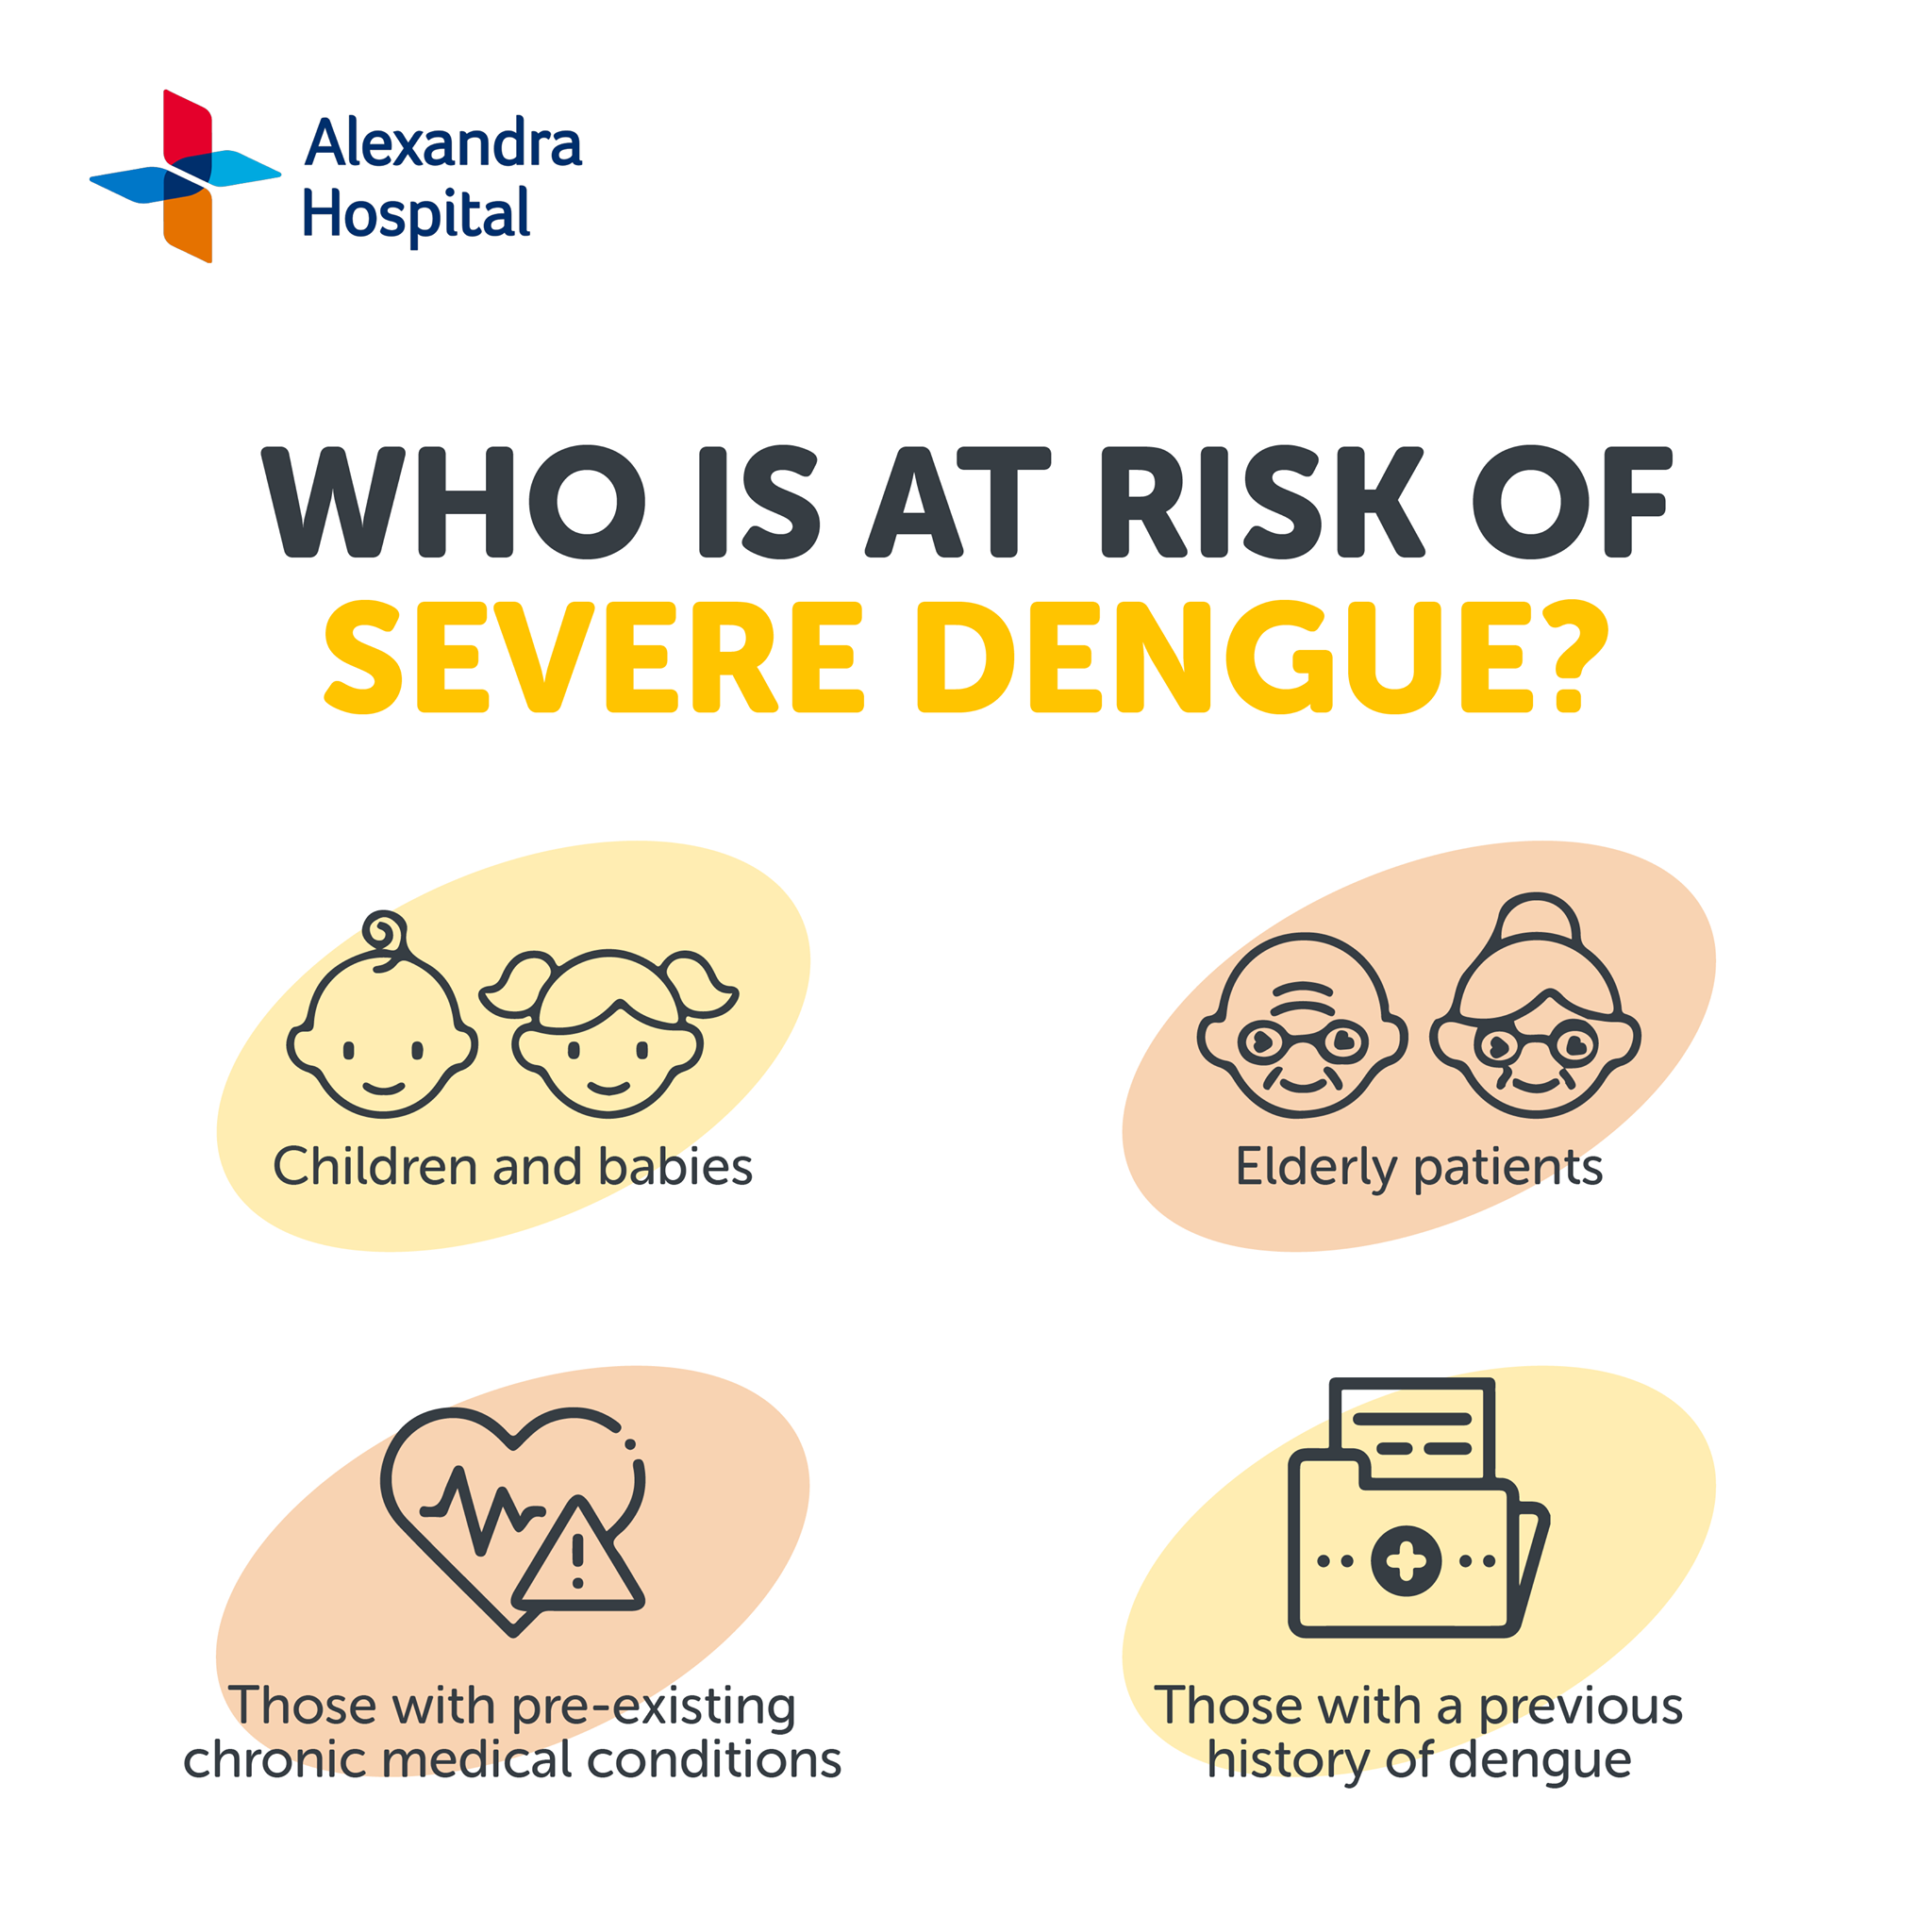 Alexandra
Hospital
WHO IS AT RISK OF
SEVERE DENGUE?
Children and babies
Elderly patients
Those with pre-existing
chronic medical conditions
Those with a previous
history of dengue